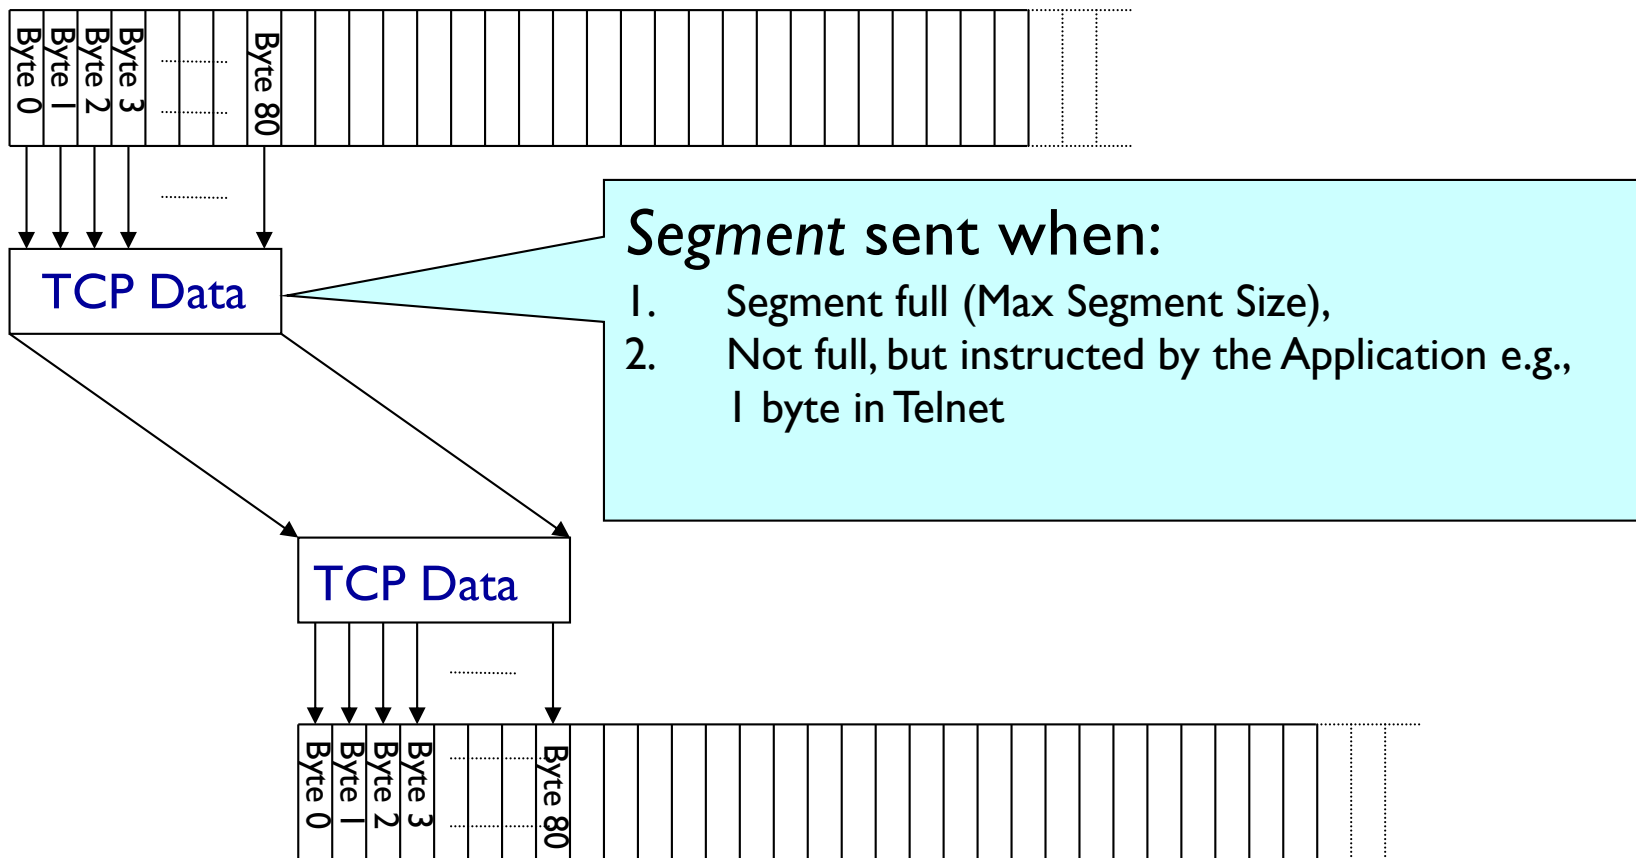 Byte 0
Byte 1
Byte 2
Byte 3
Byte 80
TCP Data
Segment sent when:
1. Segment full (Max Segment Size),
2. Not full, but instructed by the Application e.g.,
1 byte in Telnet
TCP Data
Byte 0
Byte 1
Byte 2
Byte 3
Byte 80